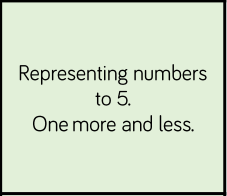 Representing numbers
to 5.
One more and less.